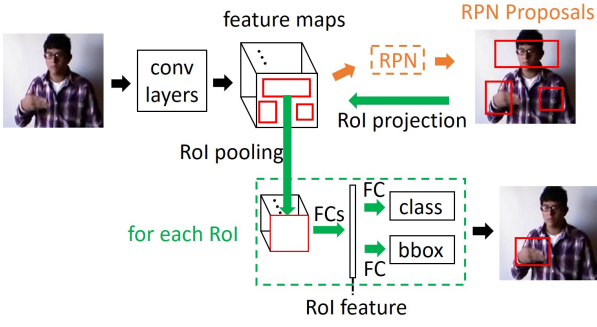 RPN Proposals
feature maps
conv
layers
RPN
RoI projection
RoI pooling
for each RoI
FCs
FC
class
bbox
FC
RoI feature